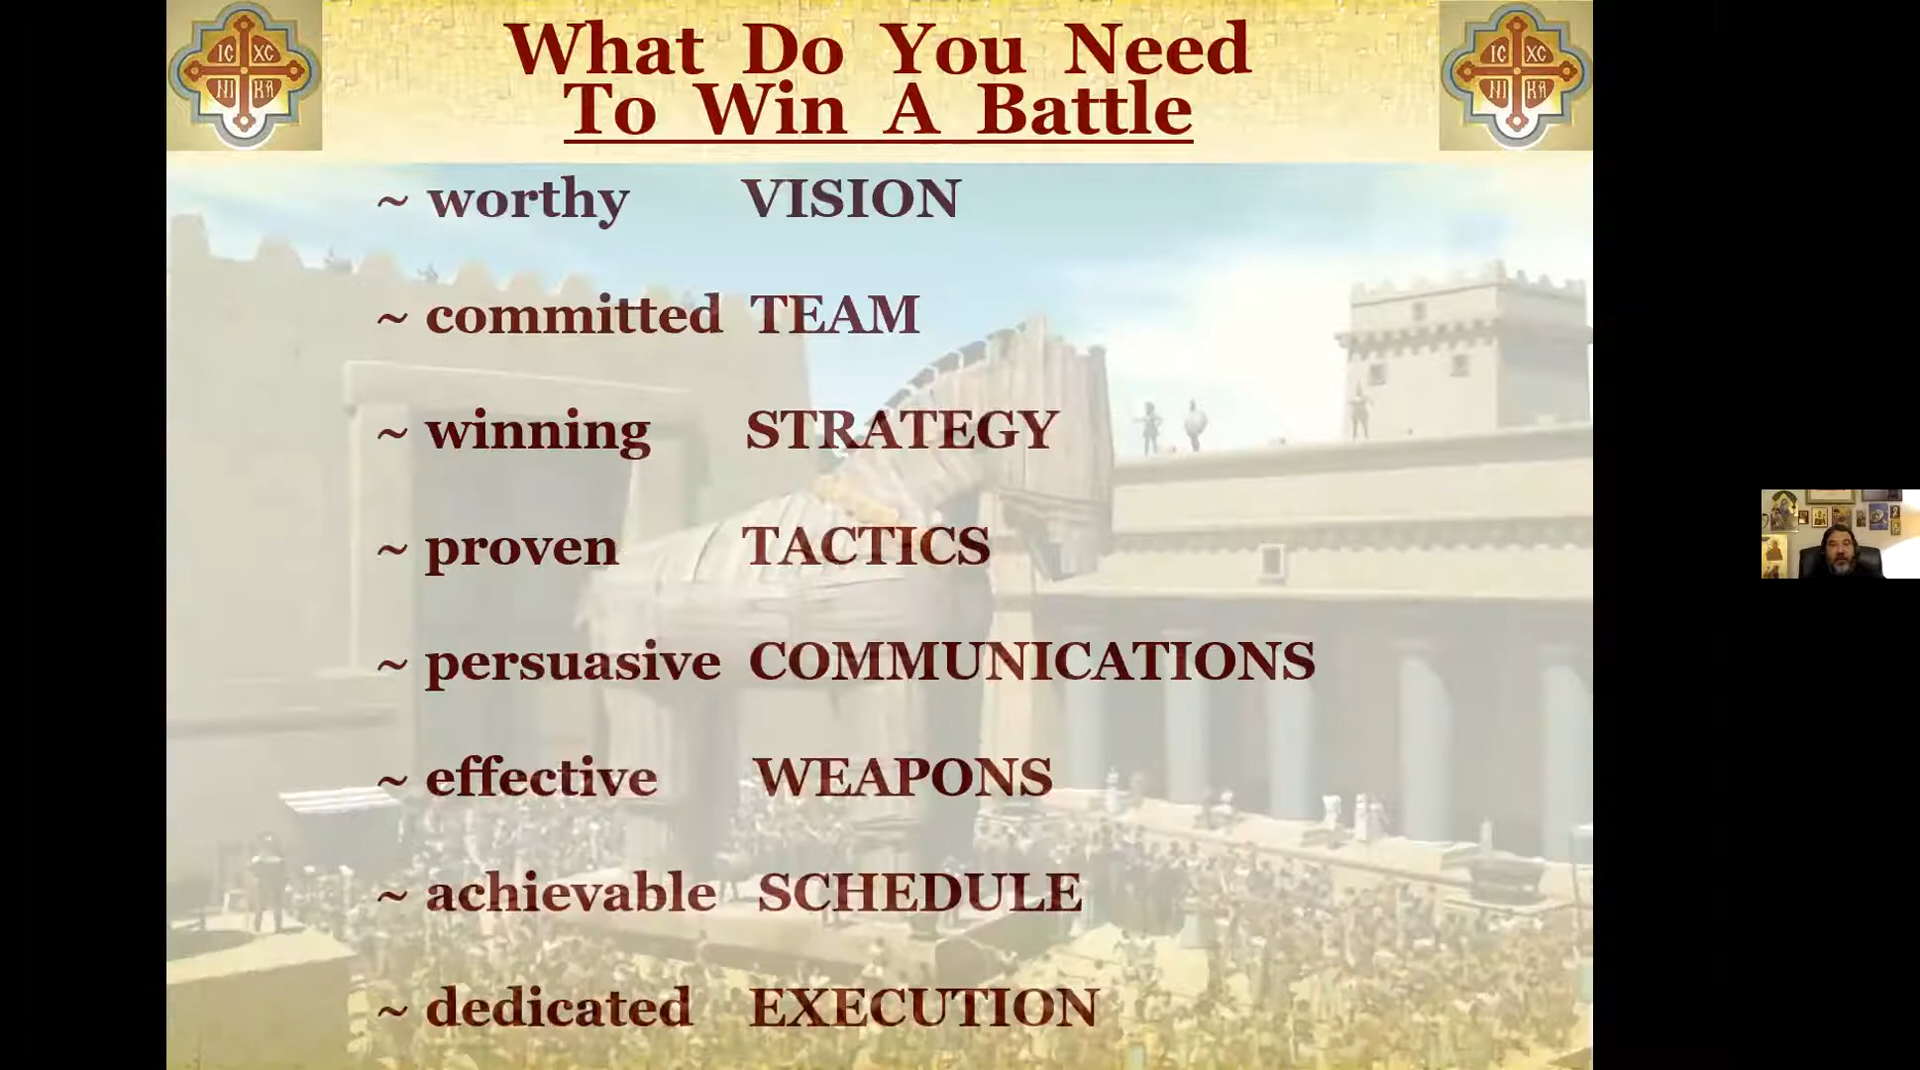 What Do You Need
To Win A Battle
IC XC
NI KA
IC XC
NI KA
~ worthy VISION
~ committed TEAM
~ winning STRATEGY
~ proven TACTICS
~ persuasive COMMUNICATIONS
~ effective WEAPONS
~ achievable SCHEDULE
~ dedicated EXECUTION